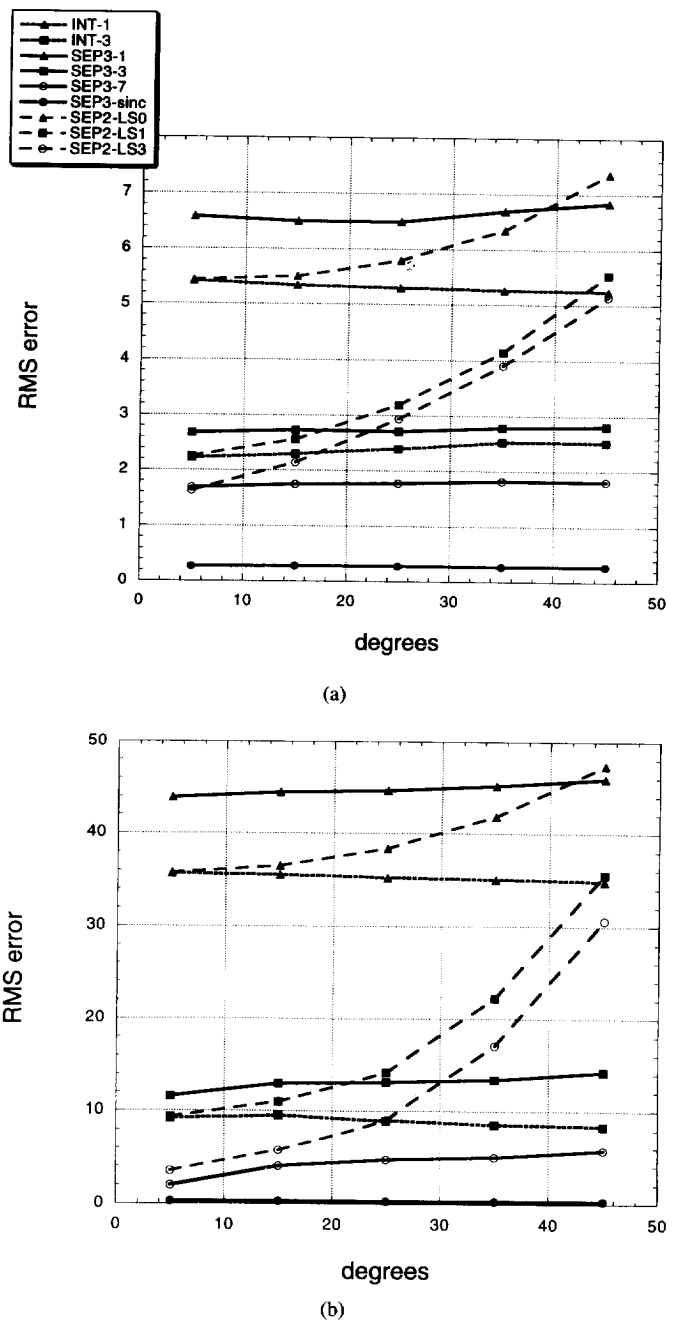 INT-1
INT-3
SEP3-1
SEP3-3
SEP3-7
SEP3-sinc
SEP2-LS0
SEP2-LS1
SEP2-LS3
7
6
5
4
3
2
1
0
RMS error
0 10 20 30 40 50
degrees
(a)
50
40
30
20
10
0
RMS error
0 10 20 30 40 50
degrees
(b)